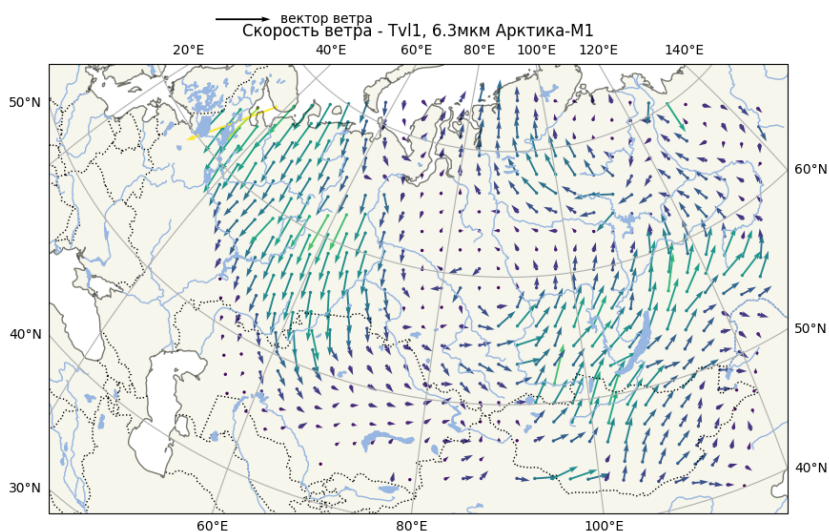 вектор ветра
Скорость ветра - Tvl1, 6.3мкм Арктика-М1
20°E 40°E 60°E 80°E 100°E 120°E 140°E
50°N
60°N
40°N
50°N
30°N
40°N
60°E 80°E 100°E